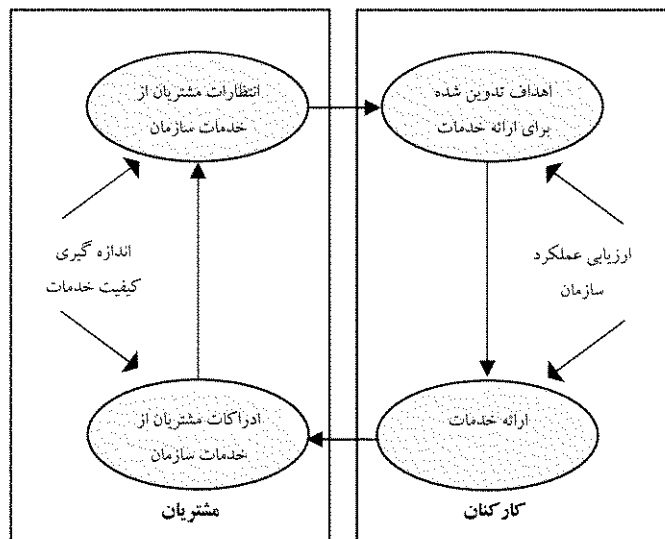 اهداف تدوین شده
برای ارائه خدمات
انتظارات مشتریان از
خدمات سازمان
ارزیابی عملکرد
سازمان
اندازه گیری
کیفیت خدمات
ارائه خدمات
ادراکات مشتریان از
خدمات سازمان
کارکنان
مشتریان